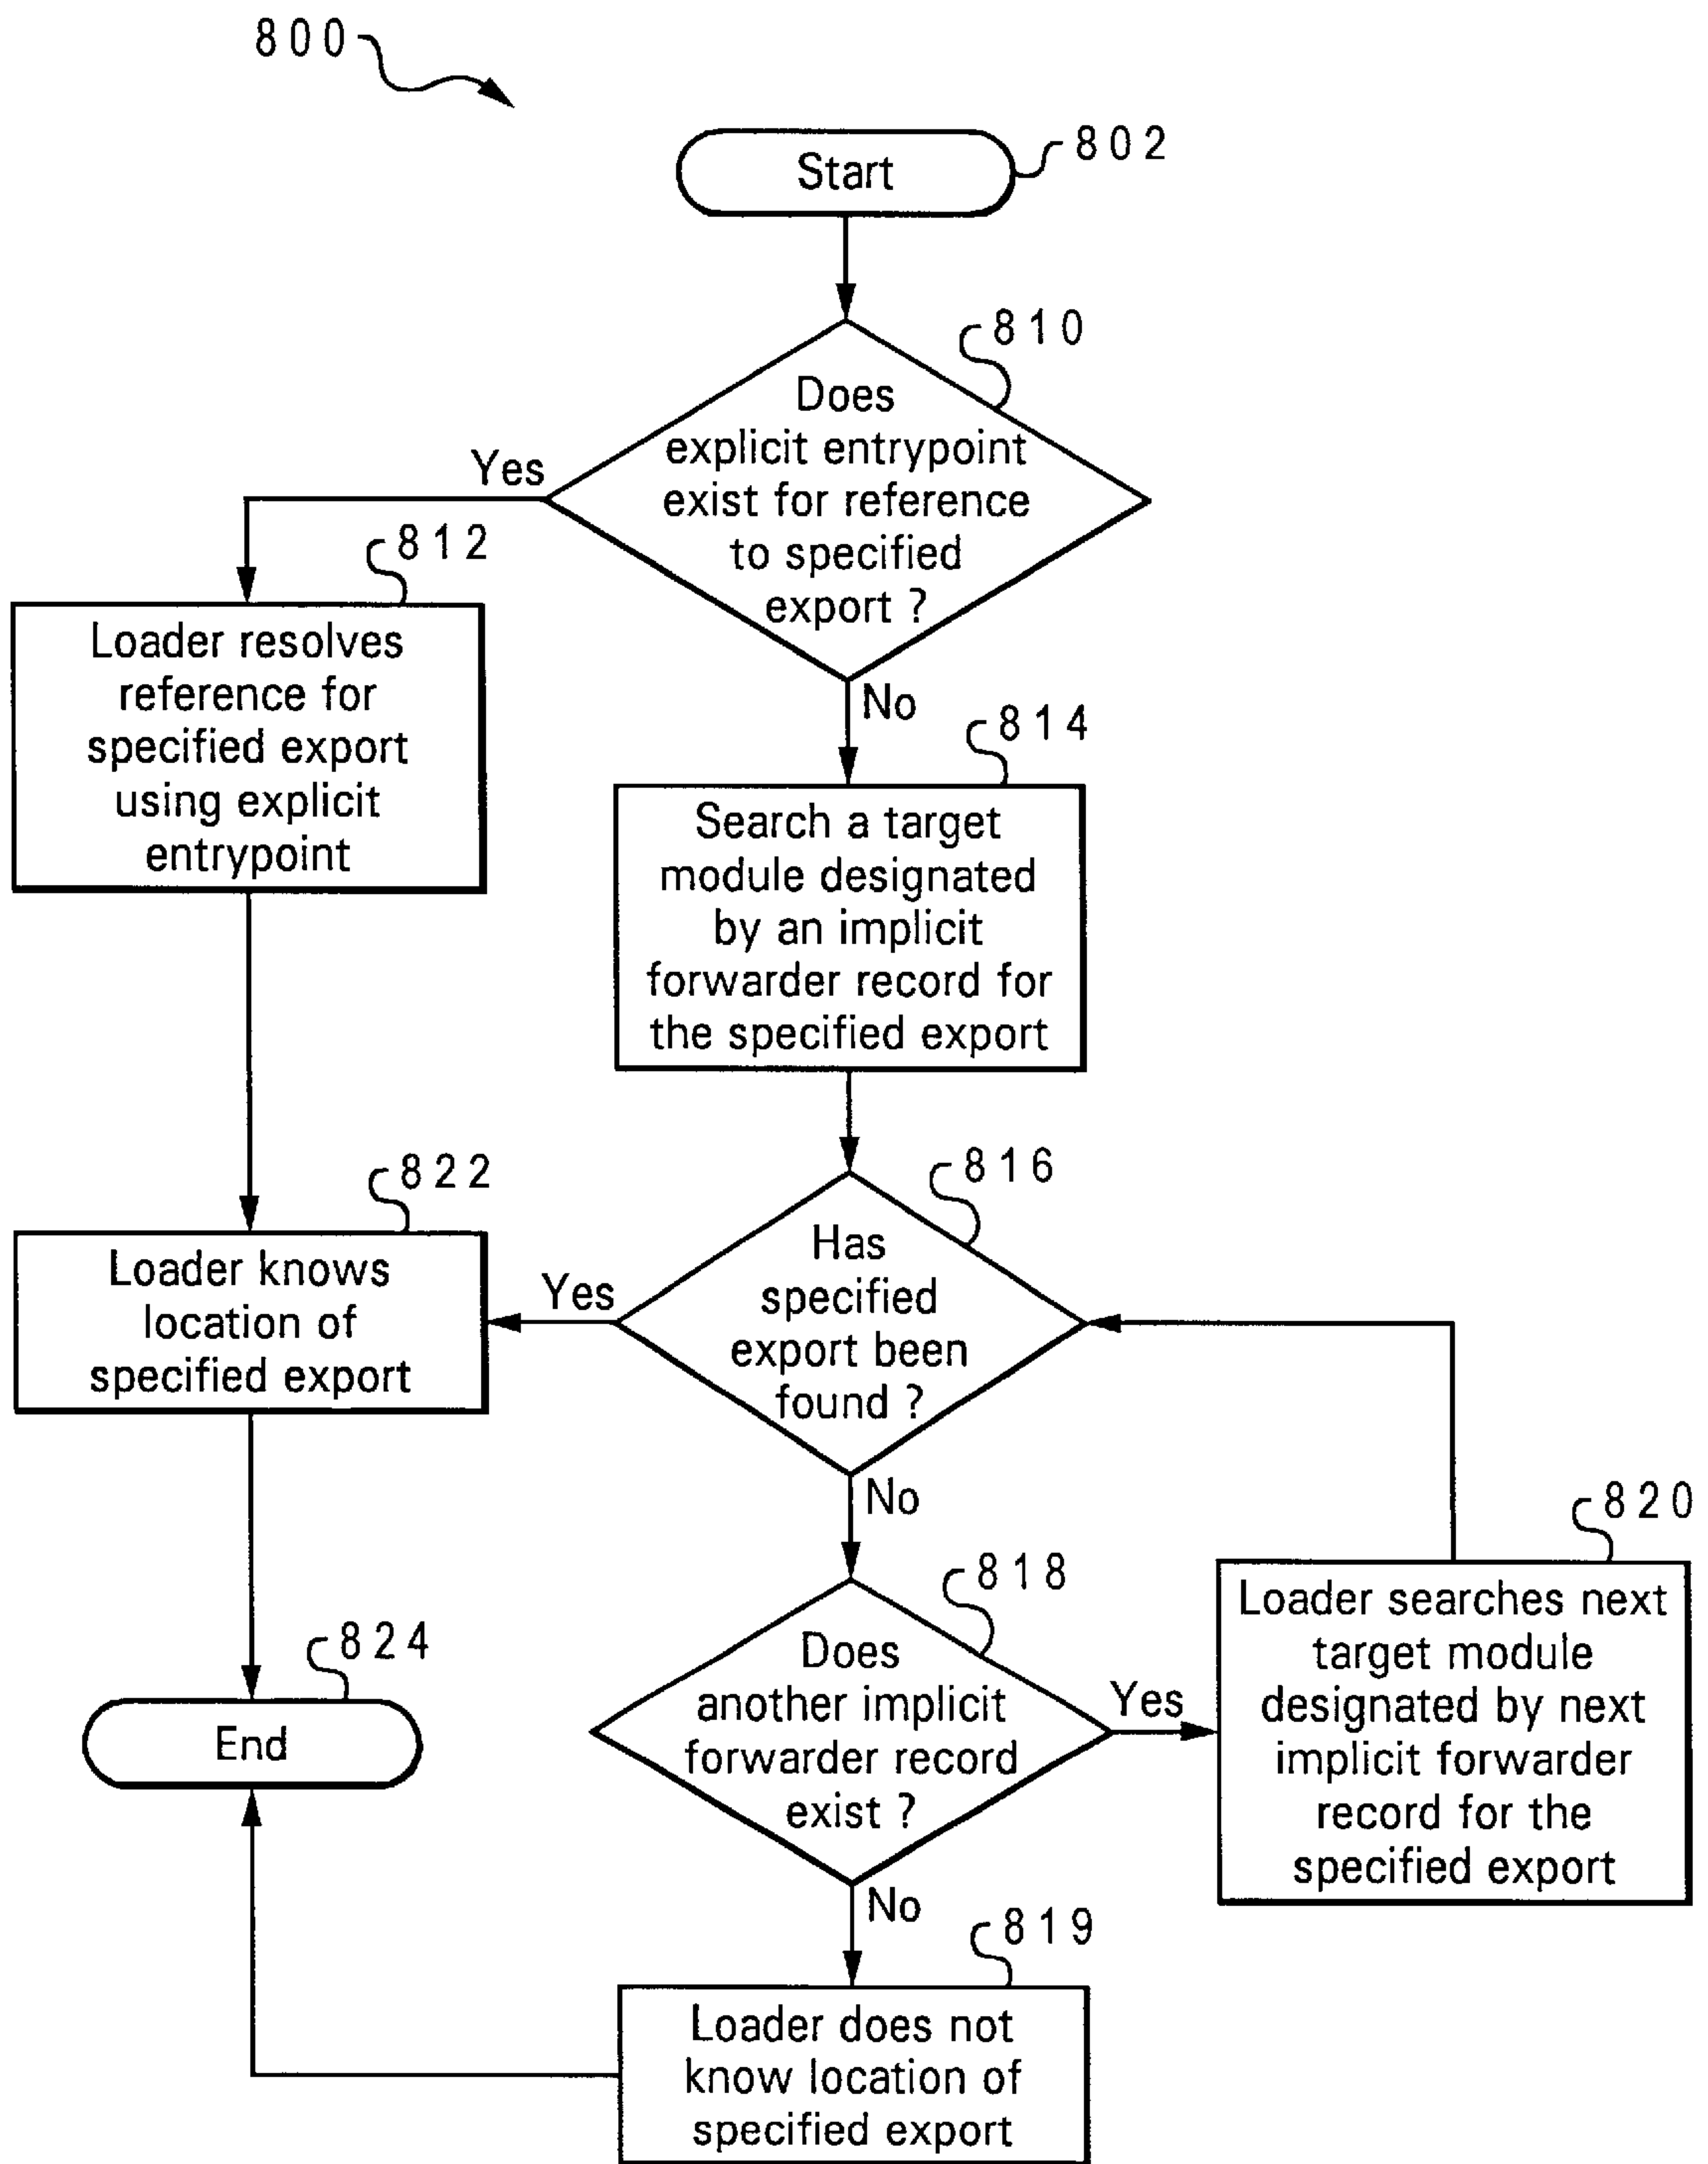 800
802
Start
810
Does
explicit entrypoint
exist for reference
to specified
export ?
Yes
No
812
Loader resolves
reference for
specified export
using explicit
entrypoint
814
Search a target
module designated
by an implicit
forwarder record for
the specified export
816
Has
specified
export been
found ?
Yes
No
822
Loader knows
location of
specified export
818
Does
another implicit
forwarder record
exist ?
Yes
No
820
Loader searches next
target module
designated by next
implicit forwarder
record for the
specified export
824
End
819
Loader does not
know location of
specified export